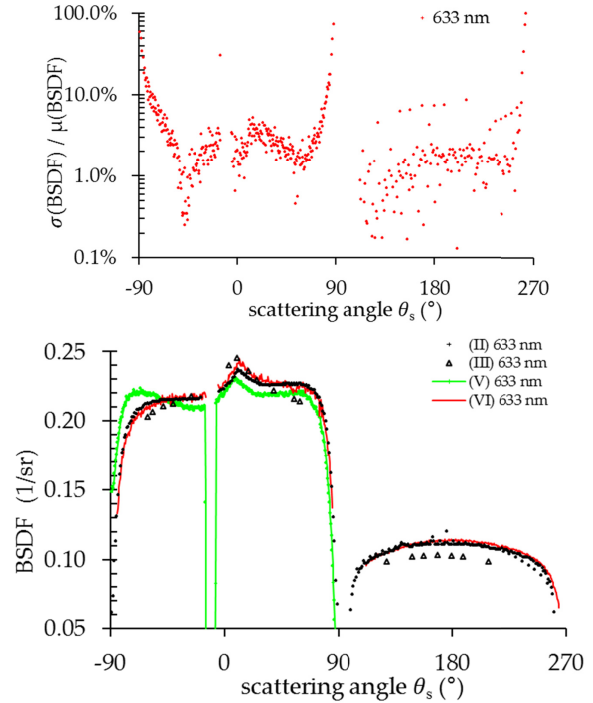 100.0%
633 nm
10.0%
1.0%
0.1%
σ(BSDF) / μ(BSDF)
-90 0 90 180 270
scattering angle θs (°)
0.25
(II) 633 nm
(III) 633 nm
(V) 633 nm
(VI) 633 nm
0.20
0.15
0.10
0.05
BSDF (1/sr)
-90 0 90 180 270
scattering angle θs (°)